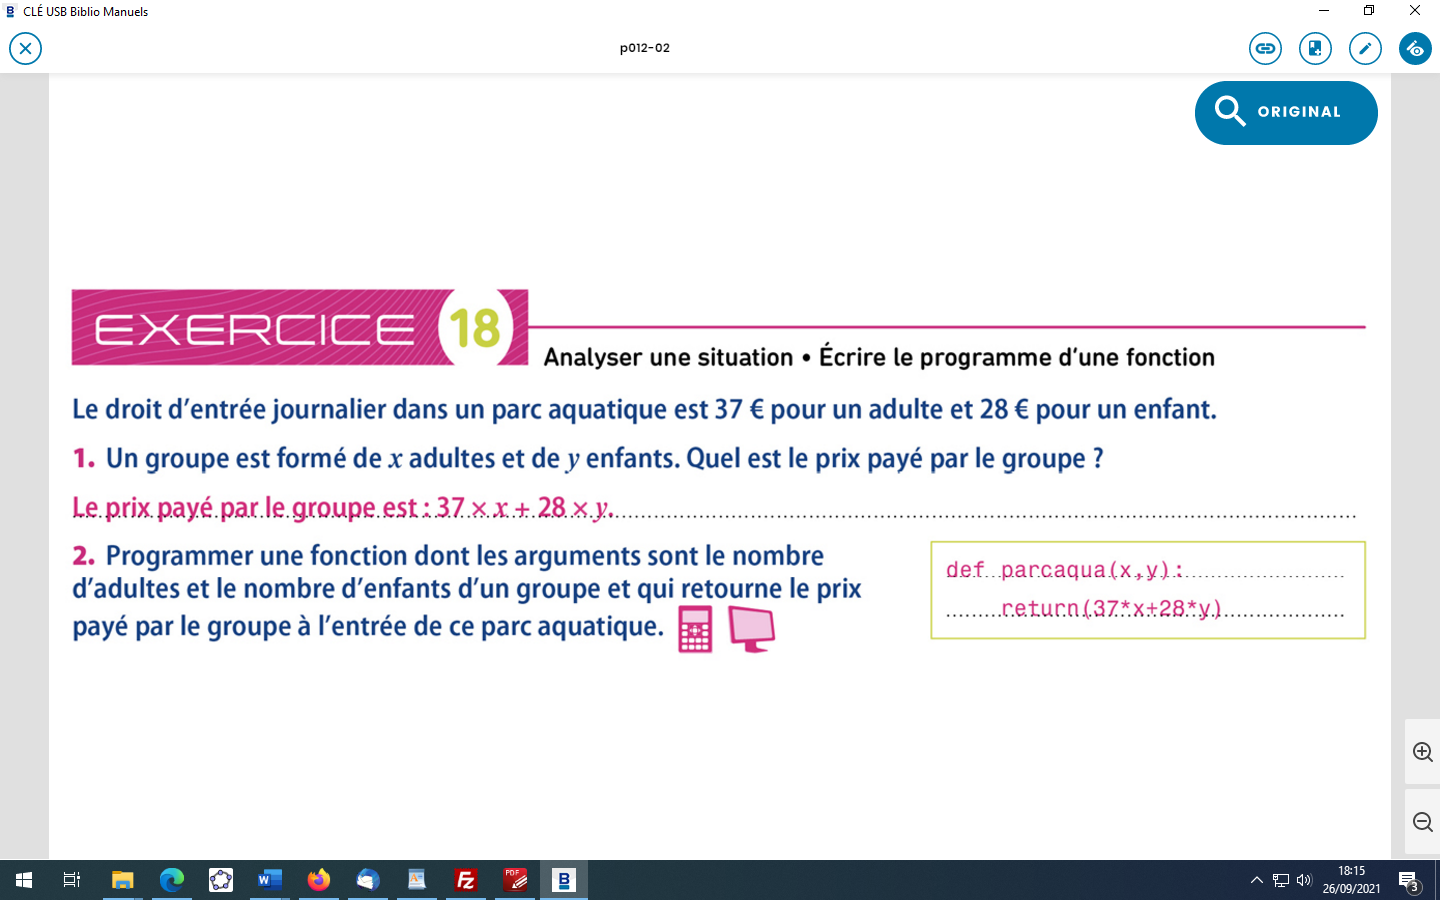 CLÉ USB Biblio Manuels
p012-02
ORIGINAL
EXERCICE 18
Analyser une situation • Écrire le programme d'une fonction
Le droit d'entrée journalier dans un parc aquatique est 37 € pour un adulte et 28 € pour un enfant.
1. Un groupe est formé de x adultes et de y enfants. Quel est le prix payé par le groupe ?
Le prix payé par le groupe est : 37 × x + 28 × y.
2. Programmer une fonction dont les arguments sont le nombre
d'adultes et le nombre d'enfants d'un groupe et qui retourne le prix
payé par le groupe à l'entrée de ce parc aquatique.
def parcaqua(x,y):
return(37*x+28*y)
PDF
18:15
26/09/2021
3